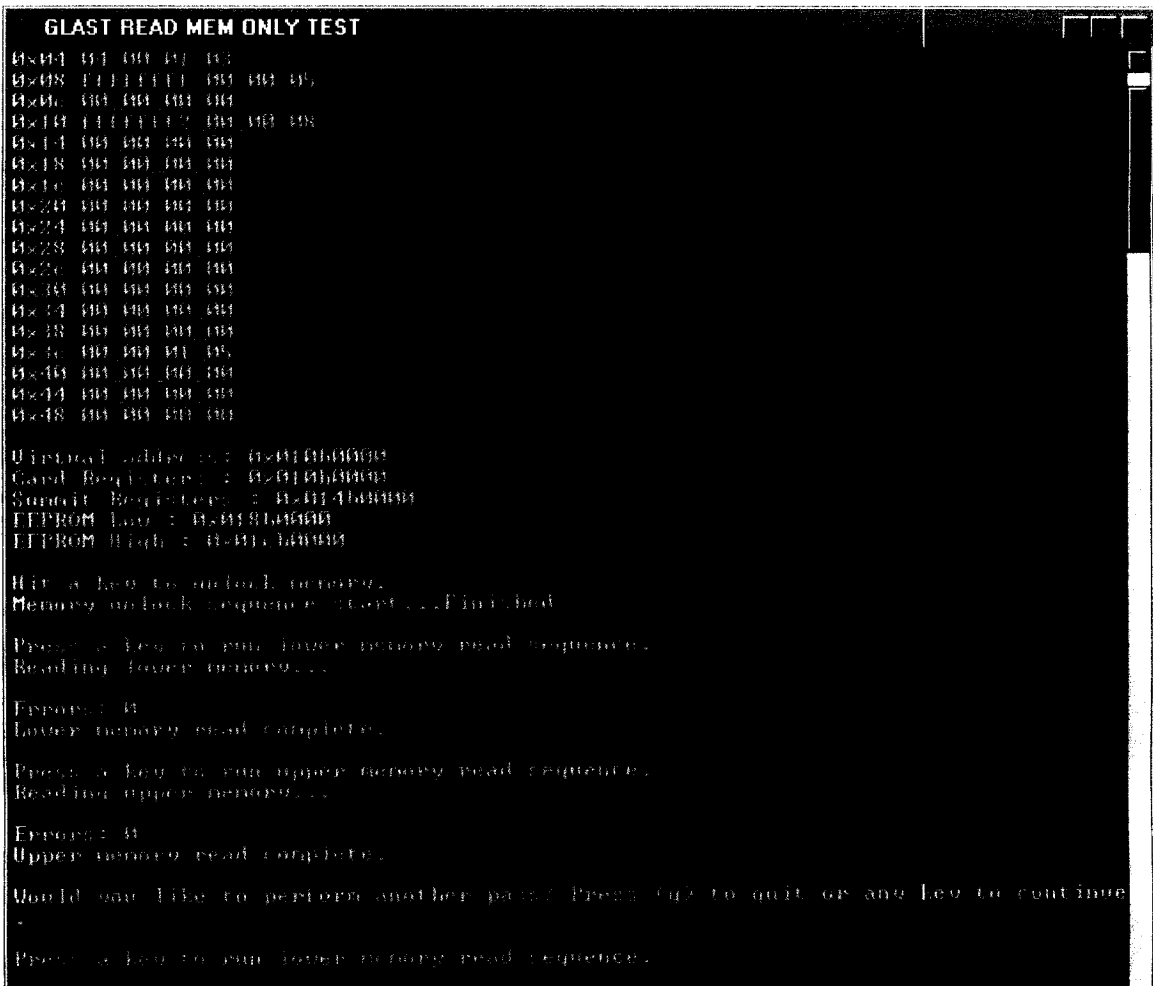 GLAST READ MEM ONLY TEST
0x04 04 00 01
0x08 ffffffff 00 00 05
0x0c 00 00 00 00
0x10 00 00 08
0x14 00 00 00 00
0x18 00 00 00 00
0x1c 00 00 00 00
0x20 00 00 00 00
0x24 00 00 00 00
0x28 00 00 00 00
0x2c 00 00 00 00
0x30 00 00 00 00
0x34 00 00 00 00
0x38 00 00 00 00
0x3c 00 00 01 05
0x40 00 00 00 00
0x44 00 00 00 00
0x48 00 00 00 00
Virtual address: 0x010b0000
Card Registers : 0x010b0000
Summit Registers : 0x014b0000
EEPROM Low : 0x018b0000
EEPROM High : 0x01cb0000
Hit a key to unlock memory.
Memory unlock sequence start...Finished
Press a key to run lower memory read sequence.
Reading lower memory...
Errors: 0
Lower memory read complete.
Press a key to run upper memory read sequence.
Reading upper memory...
Errors: 0
Upper memory read complete.
Would you like to perform another pass? Press (q) to quit or any key to continue
.
Press a key to run lower memory read sequence.